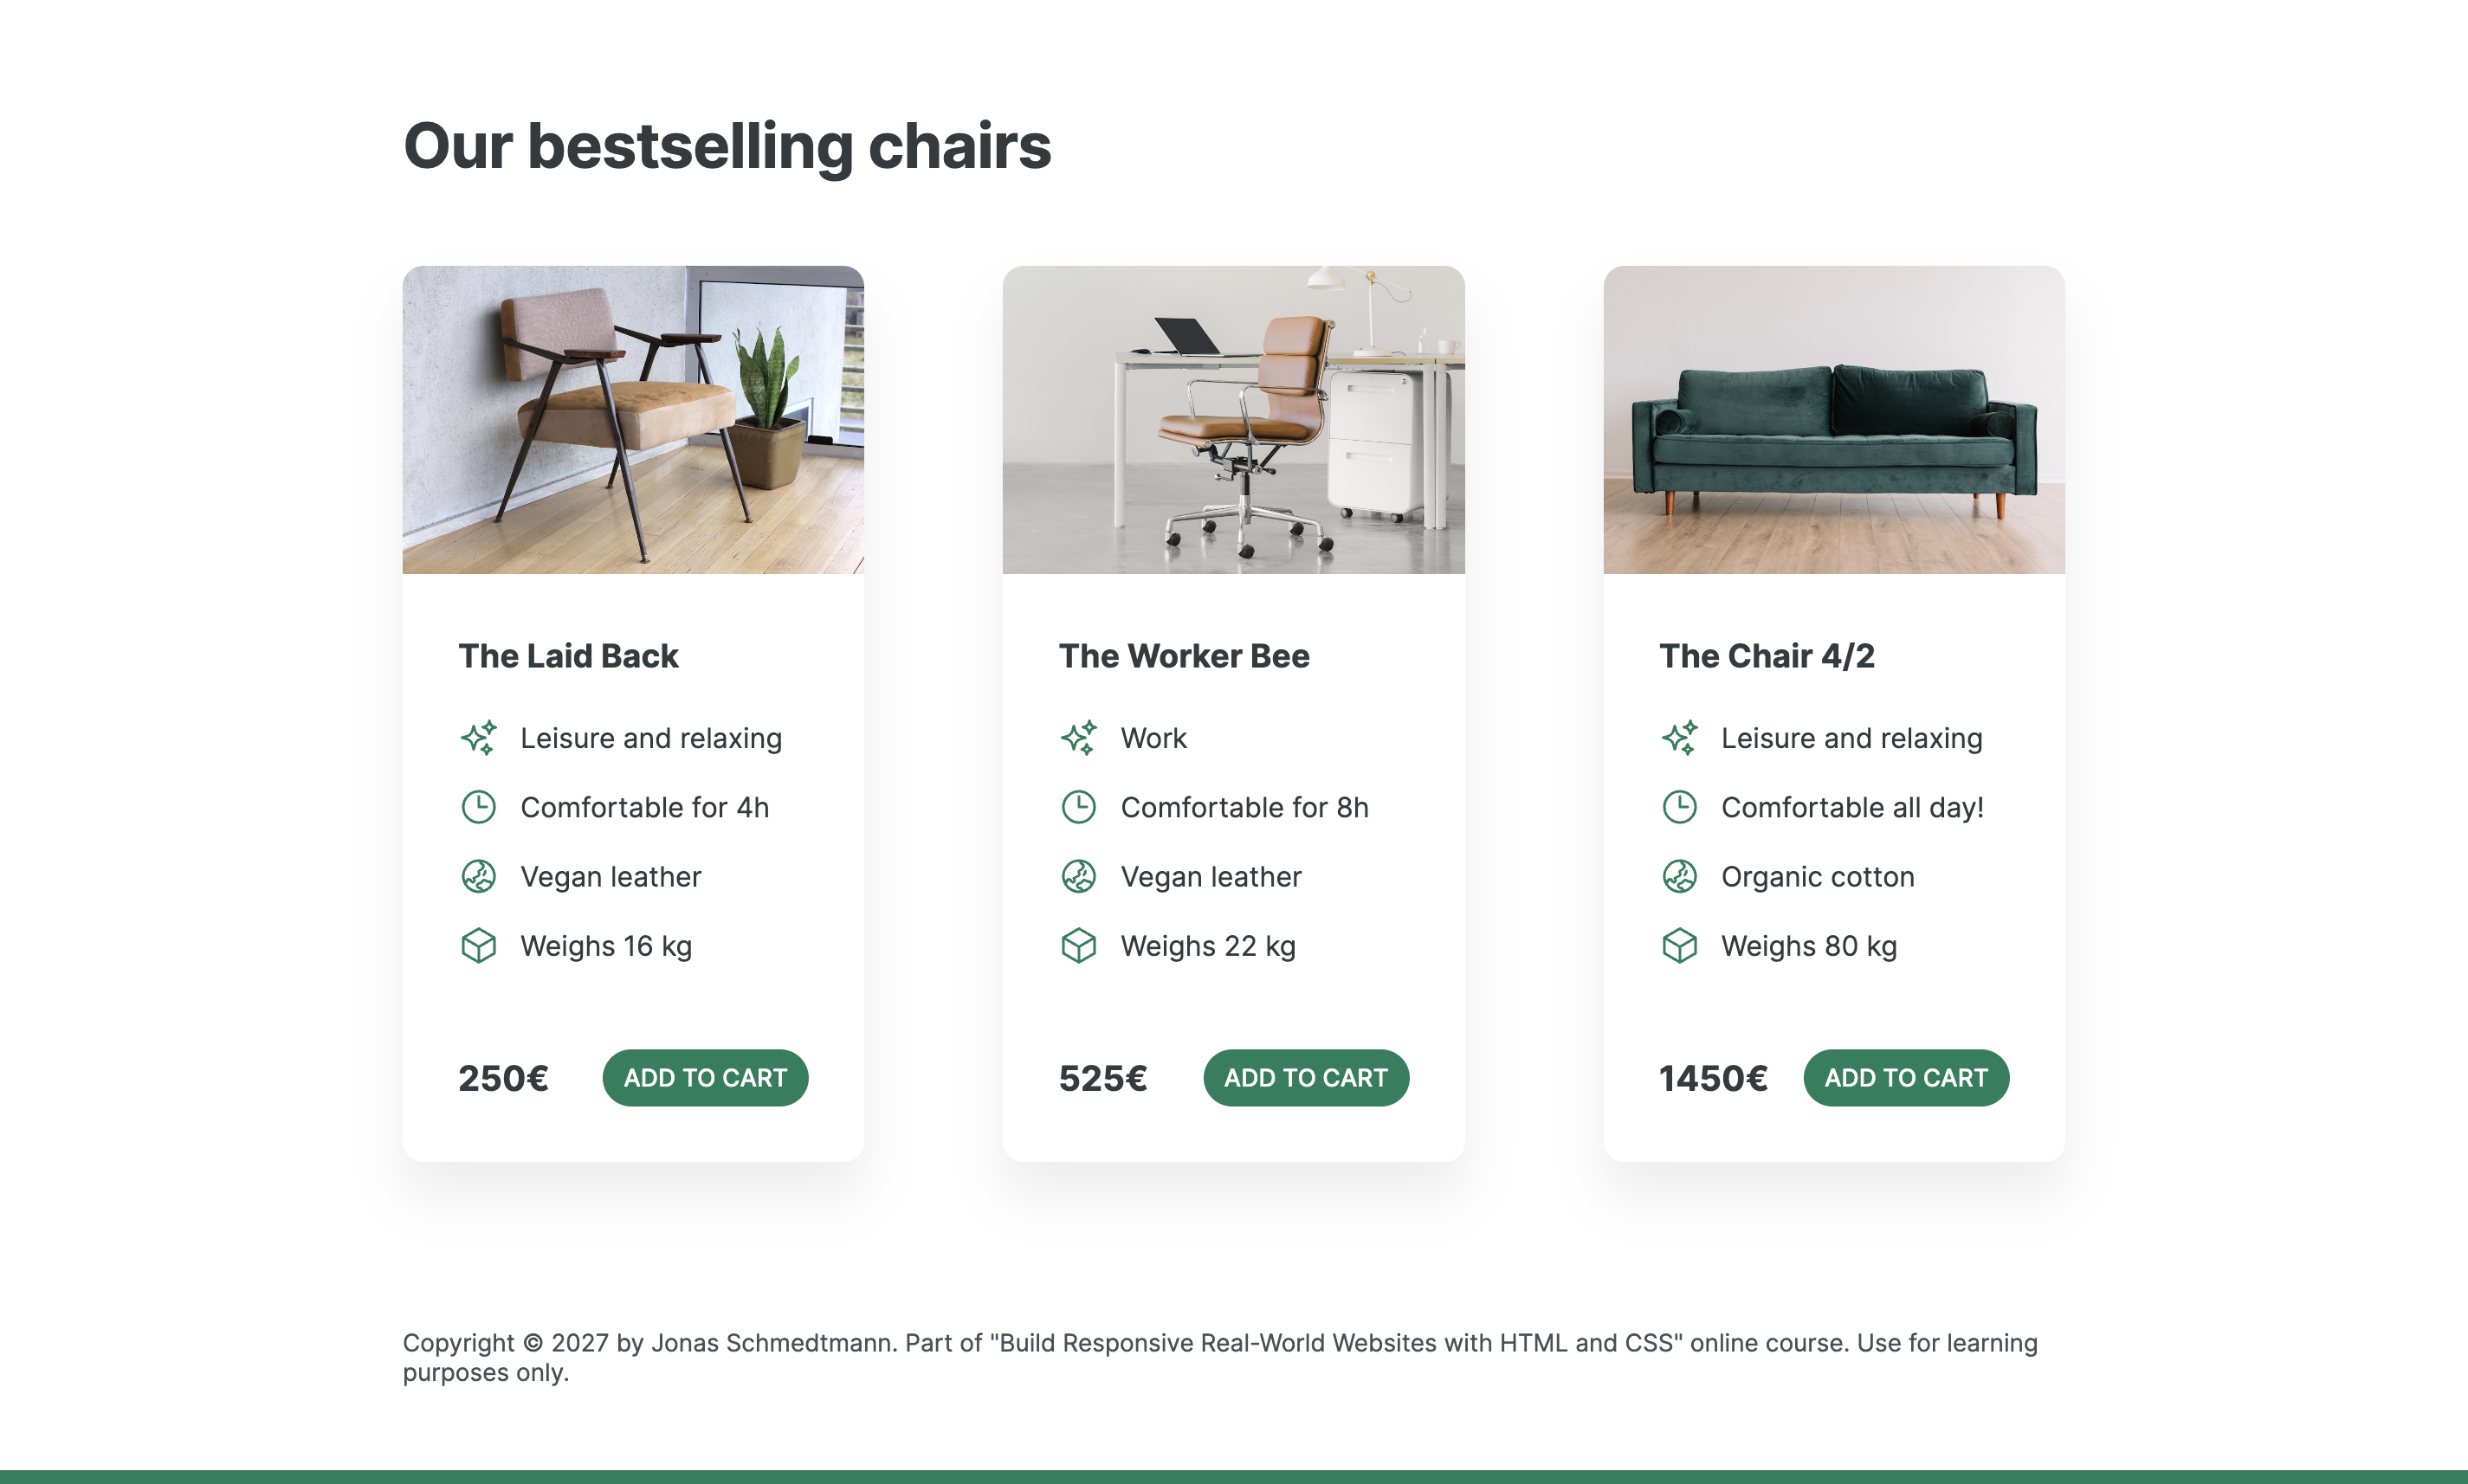 Our bestselling chairs
The Laid Back
Leisure and relaxing
Comfortable for 4h
Vegan leather
Weighs 16 kg
250€
ADD TO CART
The Worker Bee
Work
Comfortable for 8h
Vegan leather
Weighs 22 kg
525€
ADD TO CART
The Chair 4/2
Leisure and relaxing
Comfortable all day!
Organic cotton
Weighs 80 kg
1450€
ADD TO CART
Copyright © 2027 by Jonas Schmedtmann. Part of "Build Responsive Real-World Websites with HTML and CSS" online course. Use for learning
purposes only.